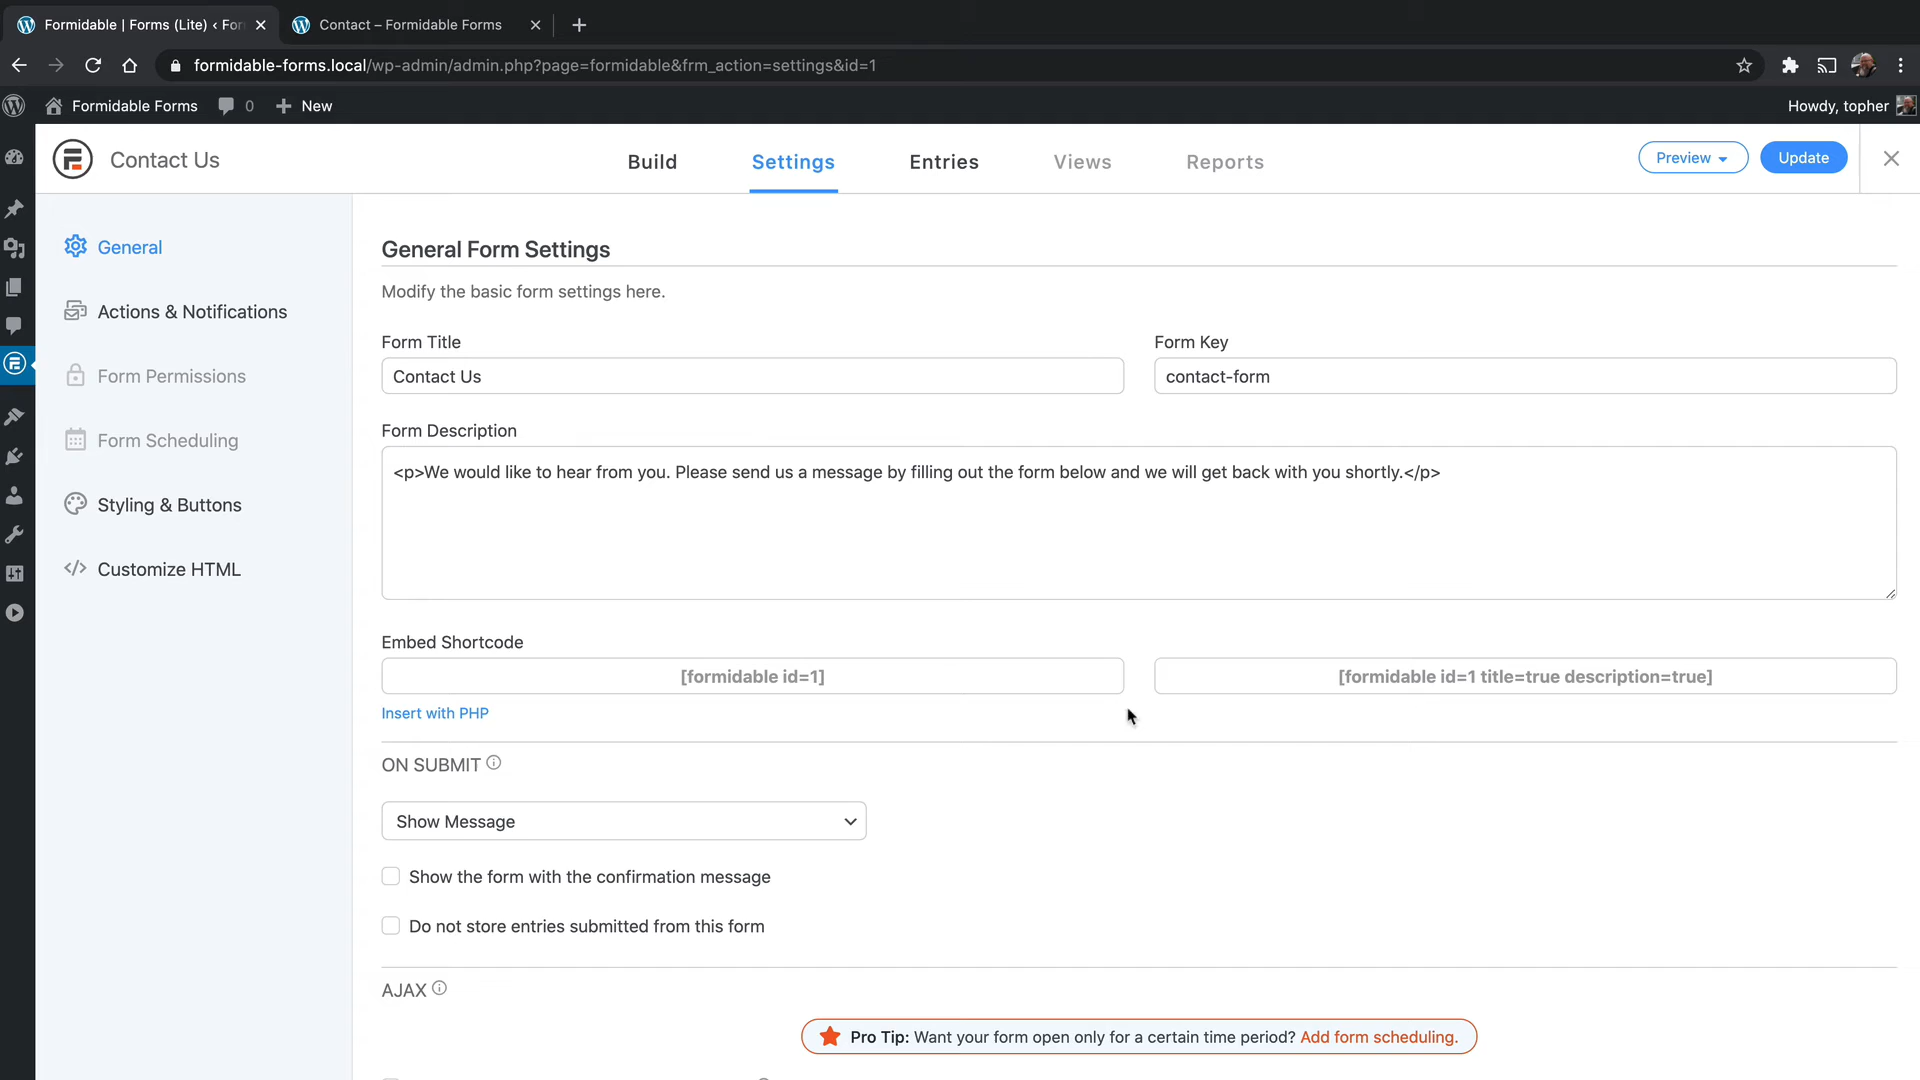 Formidable | Forms (Lite) ‹ For
Contact – Formidable Forms
formidable-forms.local/wp-admin/admin.php?page=formidable&frm_action=settings&id=1
Formidable Forms
0
New
Howdy, topher
Contact Us
Build
Settings
Entries
Views
Reports
Preview
Update
General
Actions & Notifications
Form Permissions
Form Scheduling
Styling & Buttons
Customize HTML
General Form Settings
Modify the basic form settings here.
Form Title
Form Key
Contact Us
contact-form
Form Description
<p>We would like to hear from you. Please send us a message by filling out the form below and we will get back with you shortly.</p>
Embed Shortcode
[formidable id=1]
[formidable id=1 title=true description=true]
Insert with PHP
ON SUBMIT
Show Message
Show the form with the confirmation message
Do not store entries submitted from this form
AJAX
Pro Tip: Want your form open only for a certain time period? Add form scheduling.